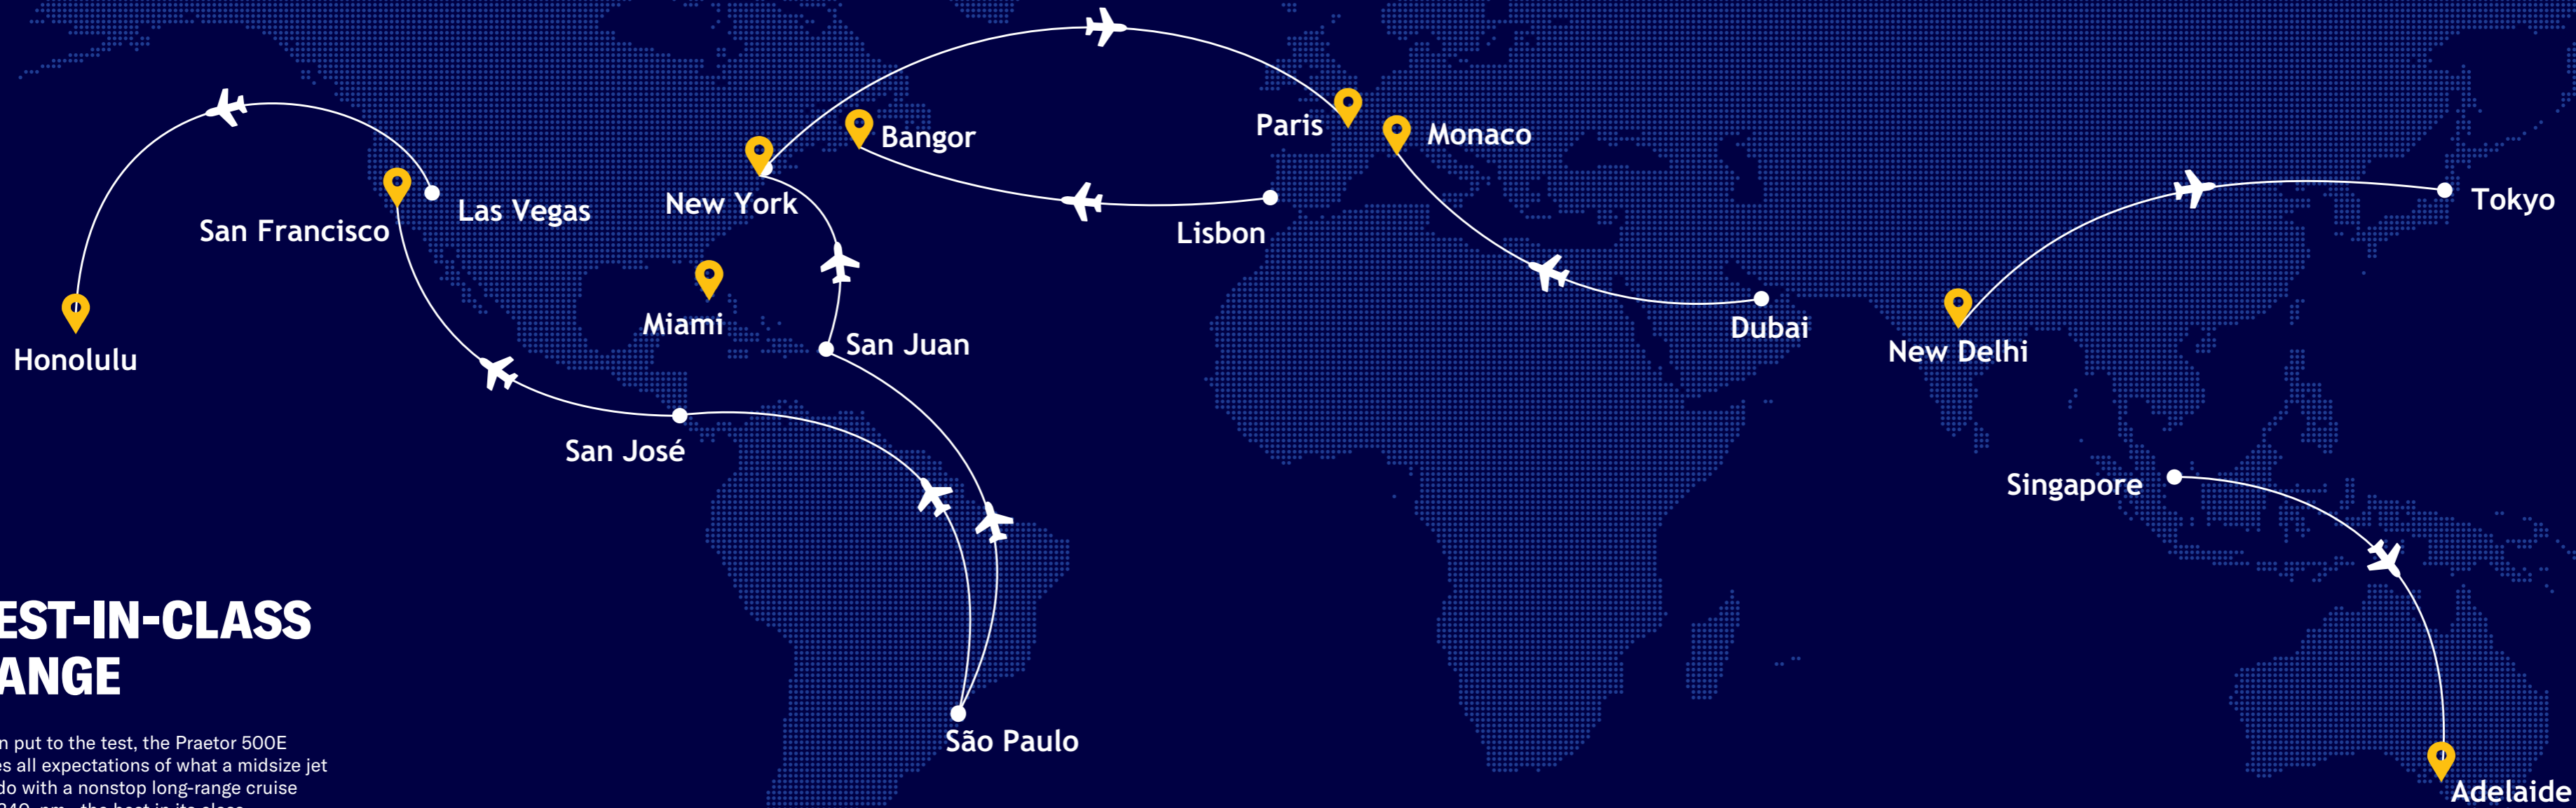 Paris
Monaco
Bangor
New York
Tokyo
Las Vegas
San Francisco
Lisbon
Miami
Dubai
San Juan
New Delhi
Honolulu
San José
Singapore
EST-IN-CLASS
ANGE
São Paulo
n put to the test, the Praetor 500E
es all expectations of what a midsize jet
do with a nonstop long-range cruise
Adelaide